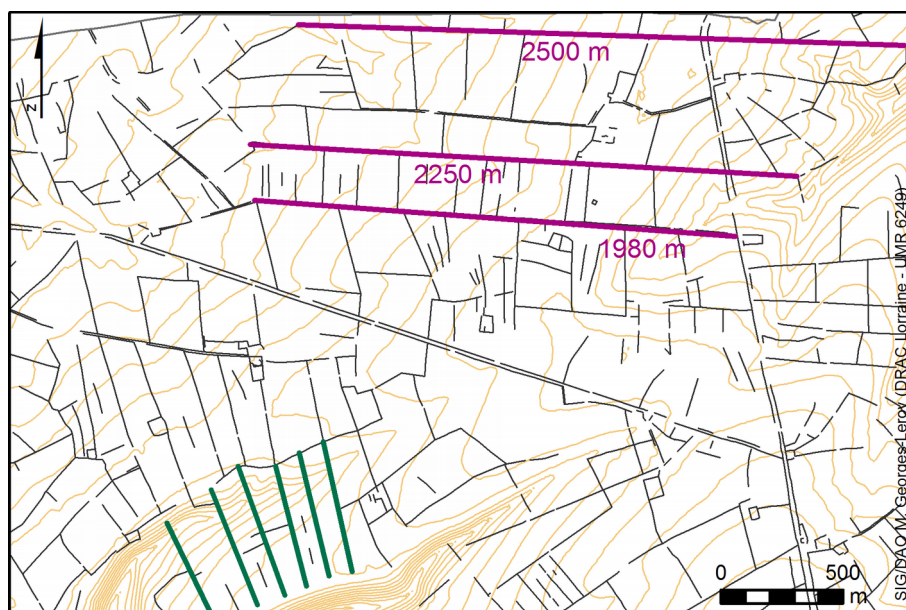 2500 m
z
2250 m
1980 m
0 500
m
SIG/DAO M. Georges-Leroy (DRAC Lorraine - UMR 6249)